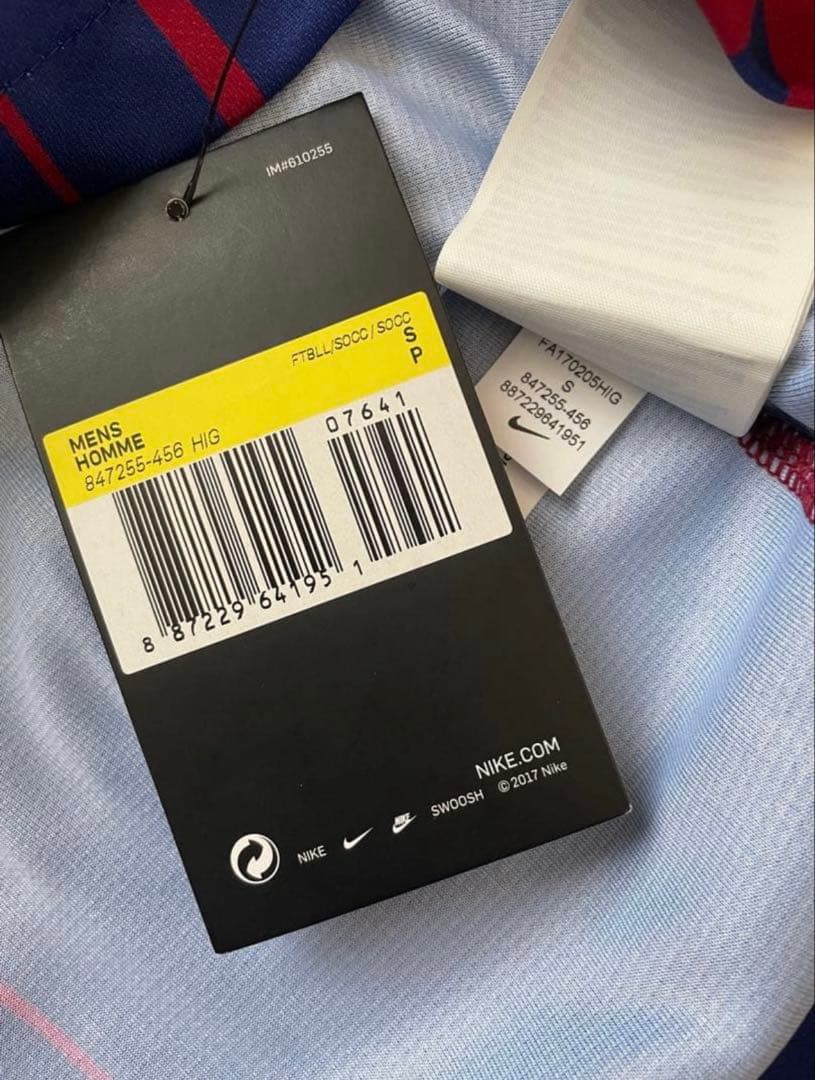 IM#610255
FTBLL/SOCC/SOCC
S
P
MENS
HOMME
847255-456 HIG
07641
8 87229 64195 1
NIKE.COM
NIKE SWOOSH © 2017 Nike
FA170205HIG
S
847255-456
887229641951